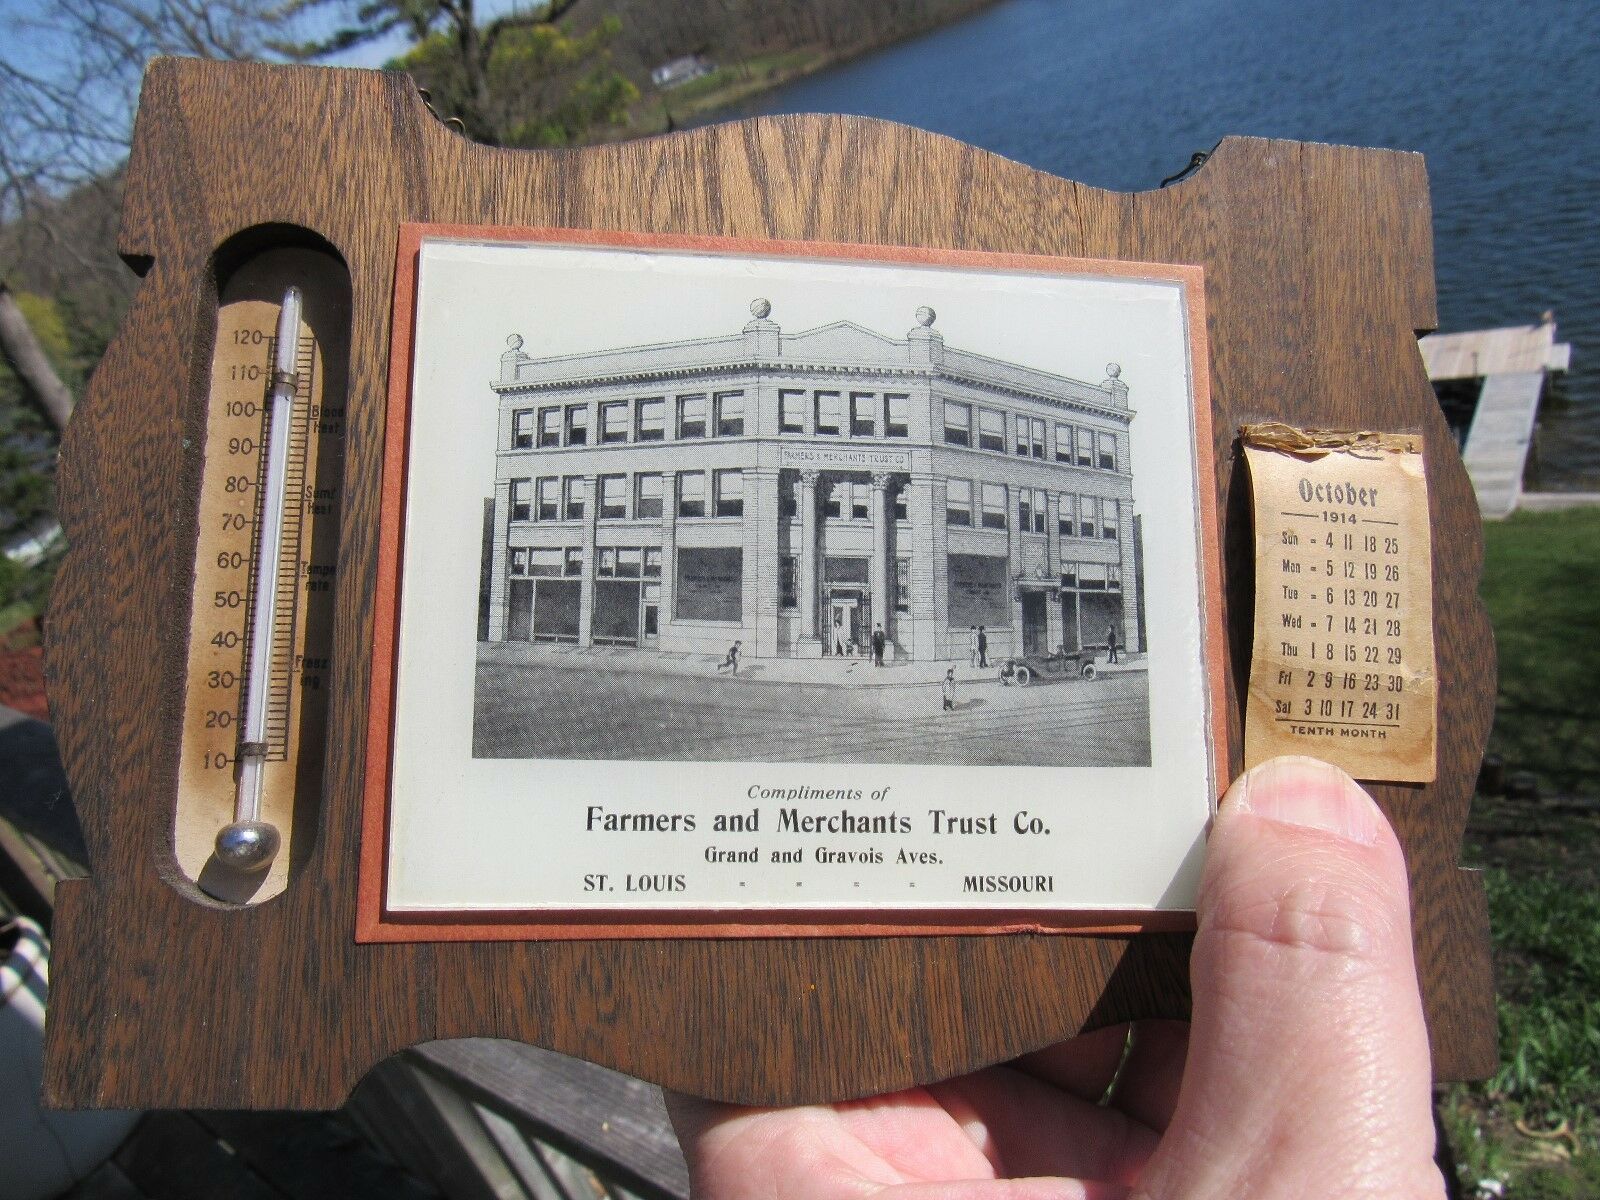 120
110
100
90
80
70
60
50
40
30
20
10
Blood
Heat
Sumr
Heat
Tempe
rate
Freez
ing
FARMERS & MERCHANTS TRUST CO
Compliments of
Farmers and Merchants Trust Co.
Grand and Gravois Aves.
ST. LOUIS - - - - MISSOURI
October
1914
Sun - 4 11 18 25
Mon - 5 12 19 26
Tue - 6 13 20 27
Wed - 7 14 21 28
Thu 1 8 15 22 29
Fri 2 9 16 23 30
Sat 3 10 17 24 31
TENTH MONTH